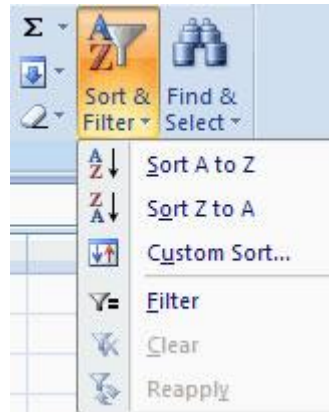 Σ
A
Z
Sort & Find &
Filter Select
A
Z
Sort A to Z
Z
A
Sort Z to A
Custom Sort...
Filter
Clear
Reapply